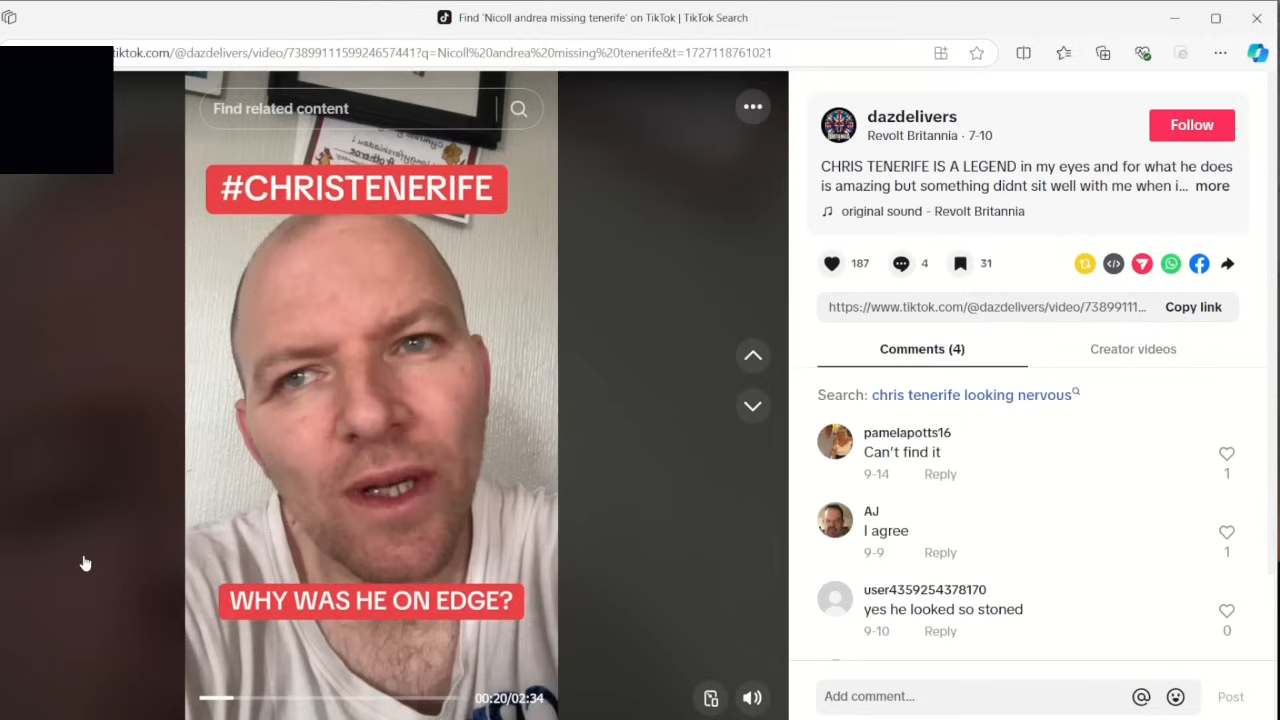 Find 'Nicoll andrea missing tenerife' on TikTok | TikTok Search
iktok.com/@dazdelivers/video/7389911159924657441?q=Nicoll%20andrea%20missing%20tenerife&t=1727118761021
Find related content
#CHRISTENERIFE
WHY WAS HE ON EDGE?
00:20/02:34
dazdelivers
Revolt Britannia · 7-10
Follow
CHRIS TENERIFE IS A LEGEND in my eyes and for what he does
is amazing but something didnt sit well with me when i... more
original sound - Revolt Britannia
187
4
31
https://www.tiktok.com/@dazdelivers/video/73899111...
Copy link
Comments (4)
Creator videos
Search: chris tenerife looking nervous
pamelapotts16
Can't find it
9-14 Reply
1
AJ
I agree
9-9 Reply
1
user4359254378170
yes he looked so stoned
9-10 Reply
0
Add comment...
Post